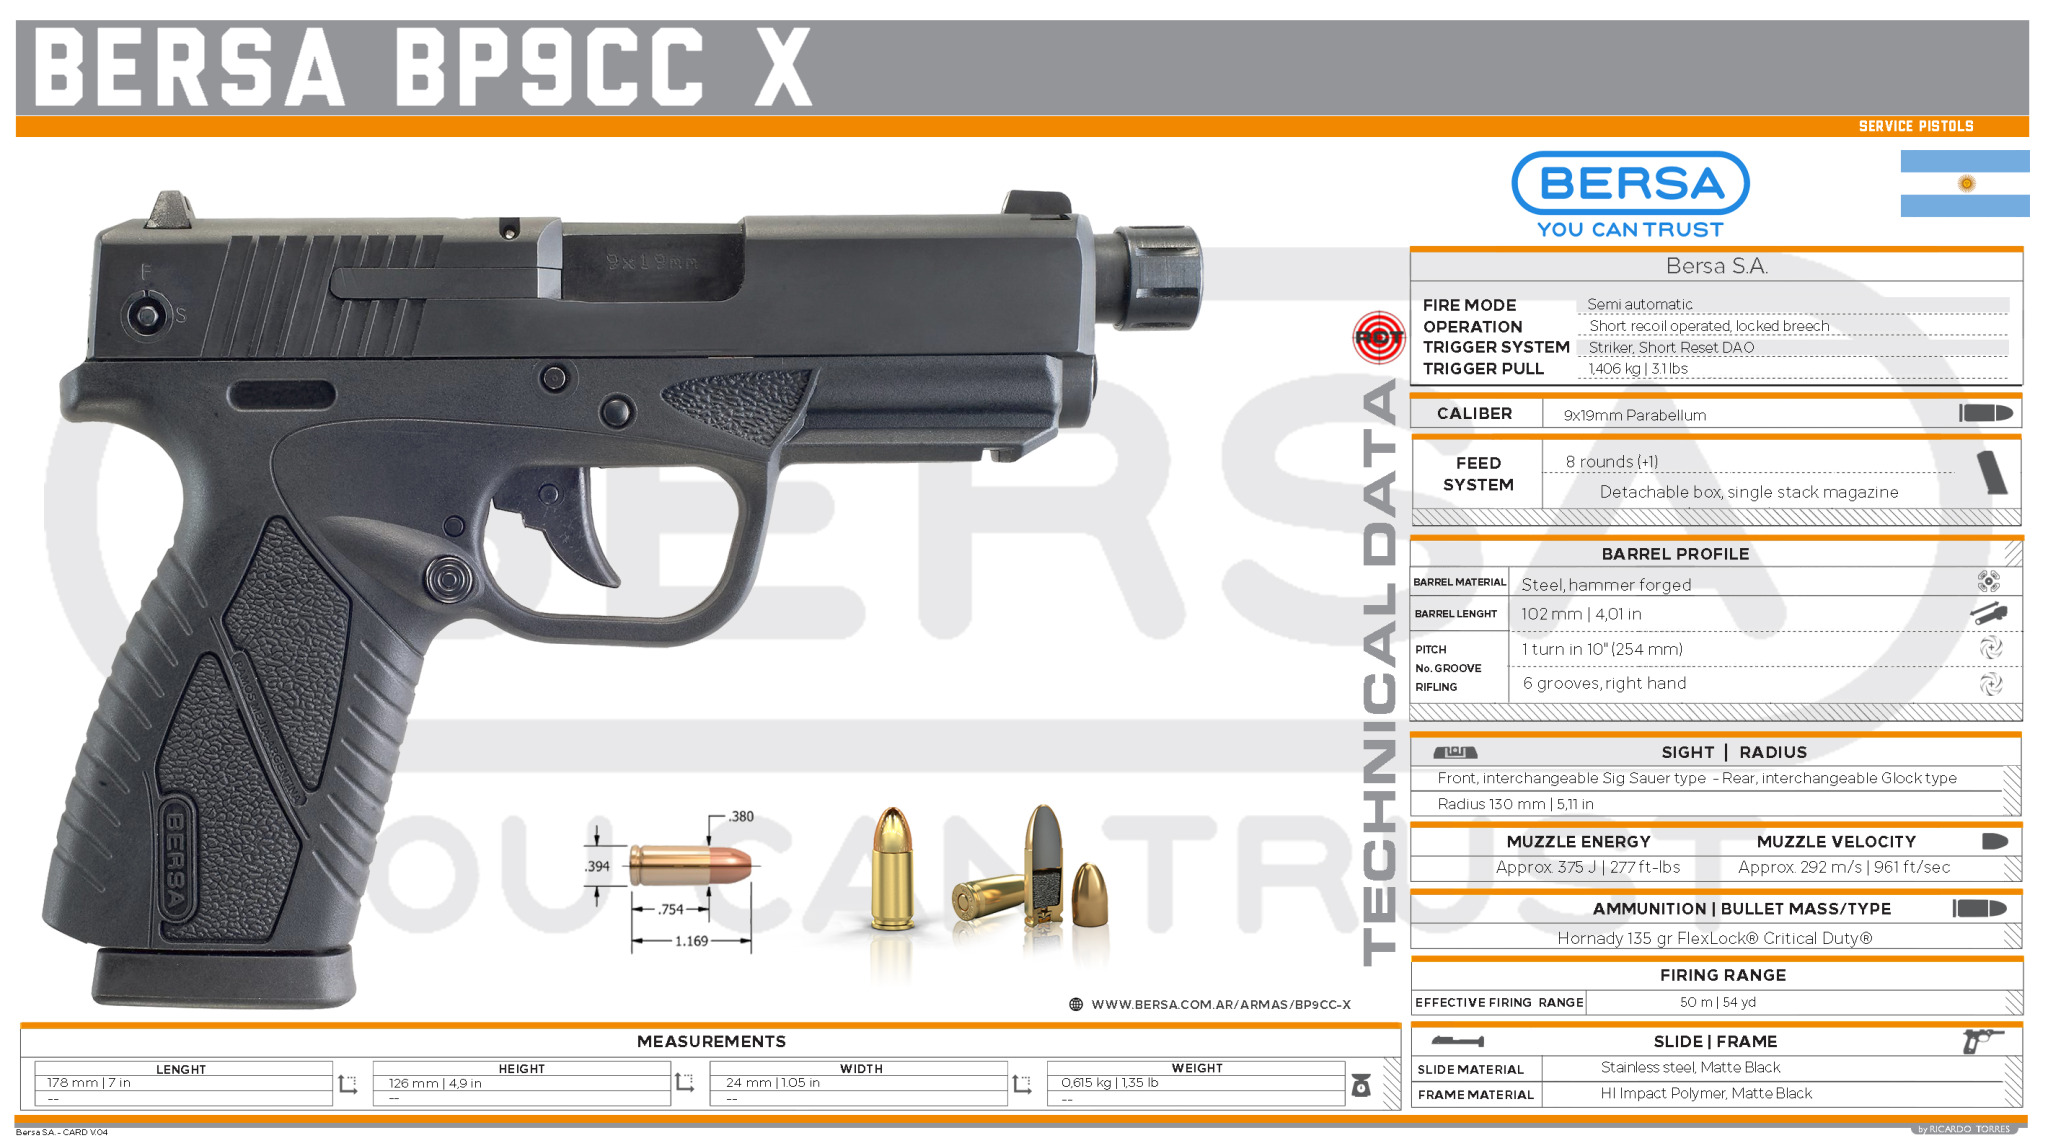 BERSA BP9CC X
SERVICE PISTOLS
BERSA
YOU CAN TRUST
F
S
9x19mm
BERSA
RDT
TECHNICAL DATA
Bersa S.A.
FIRE MODE Semi automatic
OPERATION Short recoil operated, locked breech
TRIGGER SYSTEM Striker, Short Reset DAO
TRIGGER PULL 1,406 kg | 3.1 lbs
CALIBER 9x19mm Parabellum
FEED SYSTEM 8 rounds (+1)
Detachable box, single stack magazine
BARREL PROFILE
BARREL MATERIAL Steel, hammer forged
BARREL LENGHT 102 mm | 4,01 in
PITCH 1 turn in 10" (254 mm)
No. GROOVE
RIFLING 6 grooves, right hand
SIGHT | RADIUS
Front, interchangeable Sig Sauer type - Rear, interchangeable Glock type
Radius 130 mm | 5,11 in
MUZZLE ENERGY MUZZLE VELOCITY
Approx. 375 J | 277 ft-lbs Approx. 292 m/s | 961 ft/sec
AMMUNITION | BULLET MASS/TYPE
Hornady 135 gr FlexLock® Critical Duty®
FIRING RANGE
EFFECTIVE FIRING RANGE 50 m | 54 yd
SLIDE | FRAME
SLIDE MATERIAL Stainless steel, Matte Black
FRAME MATERIAL HI Impact Polymer, Matte Black
BERSA
YOU CAN TRUST
.380
.394
.754
1.169
WWW.BERSA.COM.AR/ARMAS/BP9CC-X
MEASUREMENTS
LENGHT HEIGHT WIDTH WEIGHT
178 mm | 7 in 126 mm | 4,9 in 24 mm | 1.05 in 0,615 kg | 1,35 lb
-- -- -- --
Bersa S.A. - CARD V.04
by RICARDO TORRES